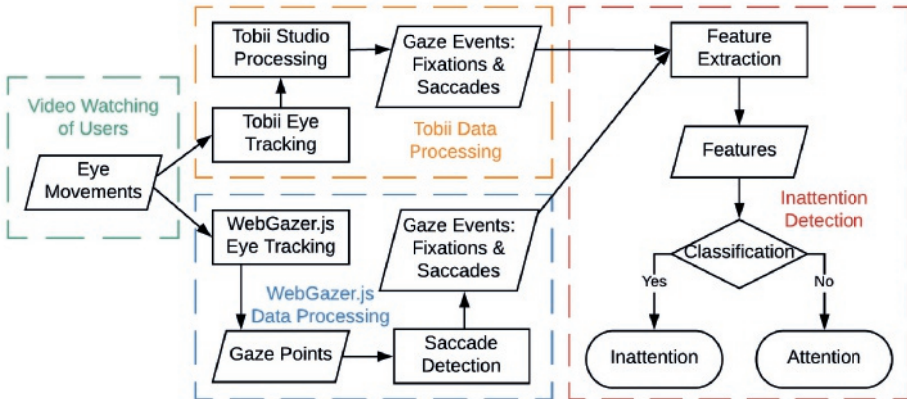 Video Watching
of Users
Eye
Movements
Tobii Studio
Processing
Gaze Events:
Fixations &
Saccades
Tobii Eye
Tracking
Tobii Data
Processing
WebGazer.js
Eye Tracking
Gaze Events:
Fixations &
Saccades
WebGazer.js
Data Processing
Gaze Points
Saccade
Detection
Feature
Extraction
Features
Inattention
Detection
Classification
Yes
No
Inattention
Attention